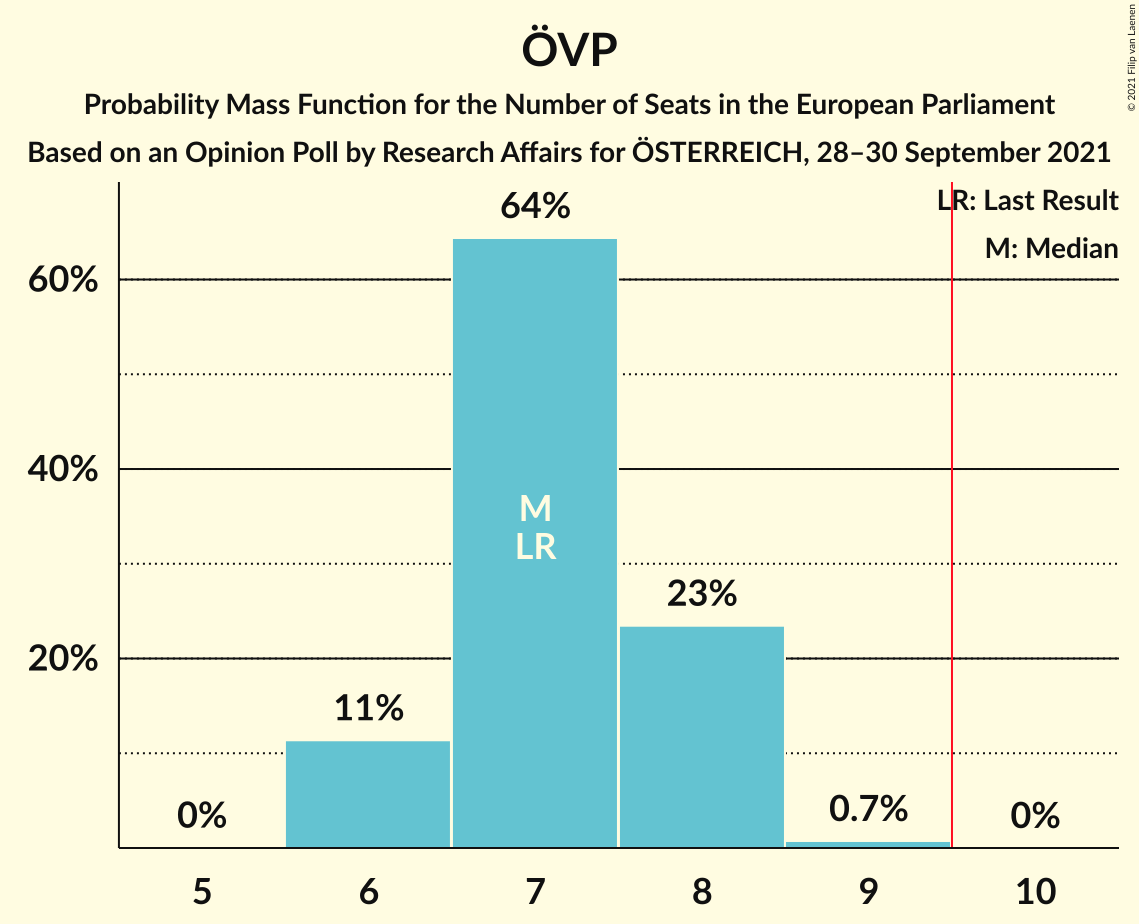 ÖVP
Probability Mass Function for the Number of Seats in the European Parliament
Based on an Opinion Poll by Research Affairs for ÖSTERREICH, 28–30 September 2021
© 2021 Filip van Laenen
LR: Last Result
M: Median
64%
60%
40%
M
LR
23%
20%
11%
0%
0.7%
0%
5 6 7 8 9 10